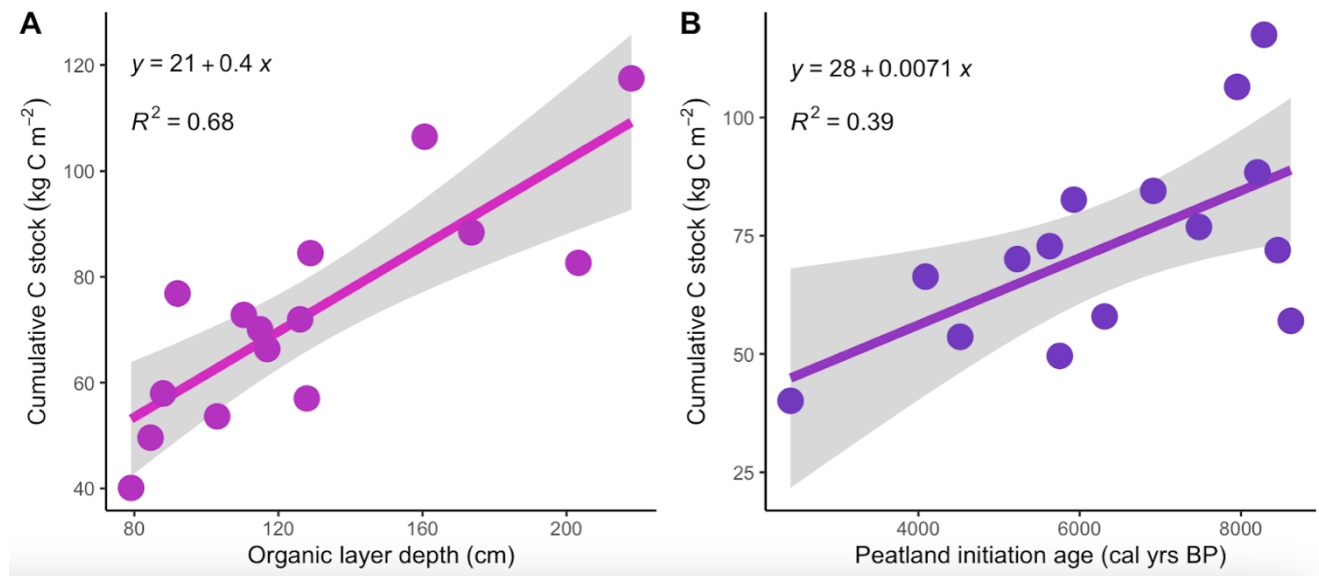 A
y = 21 + 0.4 x
R² = 0.68
120
100
80
60
40
80 120 160 200
Organic layer depth (cm)
Cumulative C stock (kg C m⁻²)
B
y = 28 + 0.0071 x
R² = 0.39
100
75
50
25
4000 6000 8000
Peatland initiation age (cal yrs BP)
Cumulative C stock (kg C m⁻²)